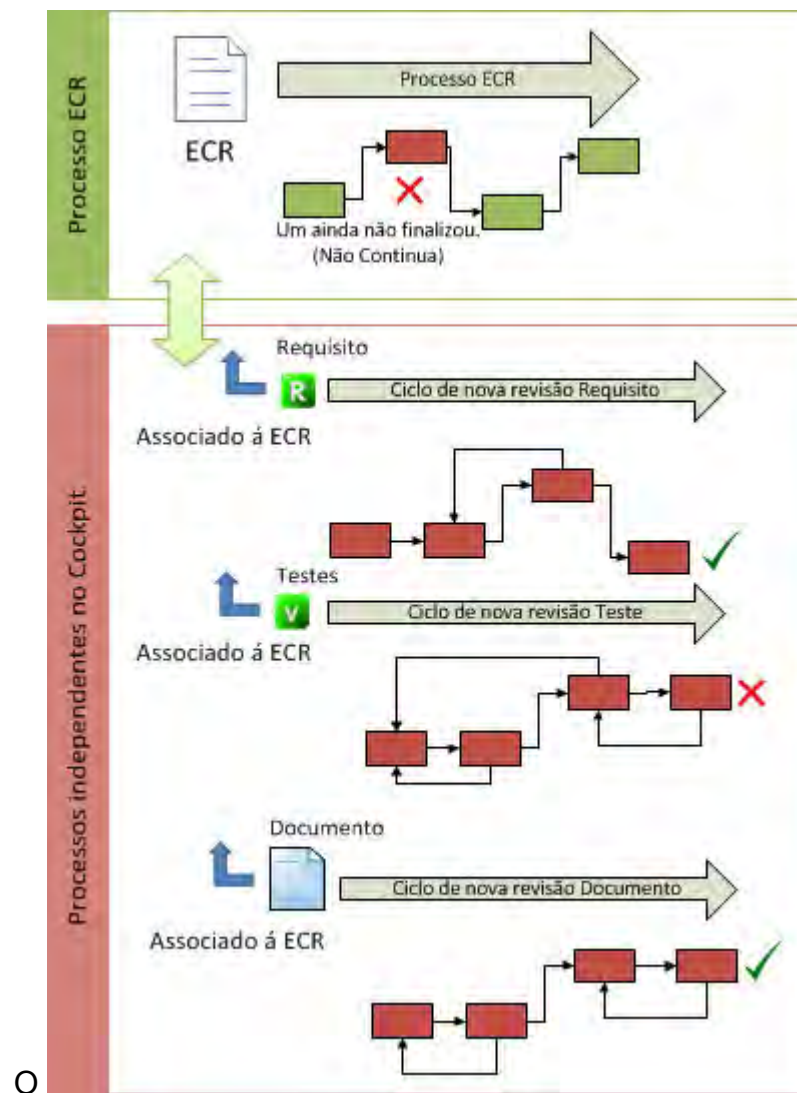 Processo ECR
ECR
Processo ECR
Um ainda não finalizou.
(Não Continua)
Processos independentes no Cockpit.
Requisito
R
Ciclo de nova revisão Requisito
Associado á ECR
Testes
V
Ciclo de nova revisão Teste
Associado á ECR
Documento
Ciclo de nova revisão Documento
Associado á ECR
O